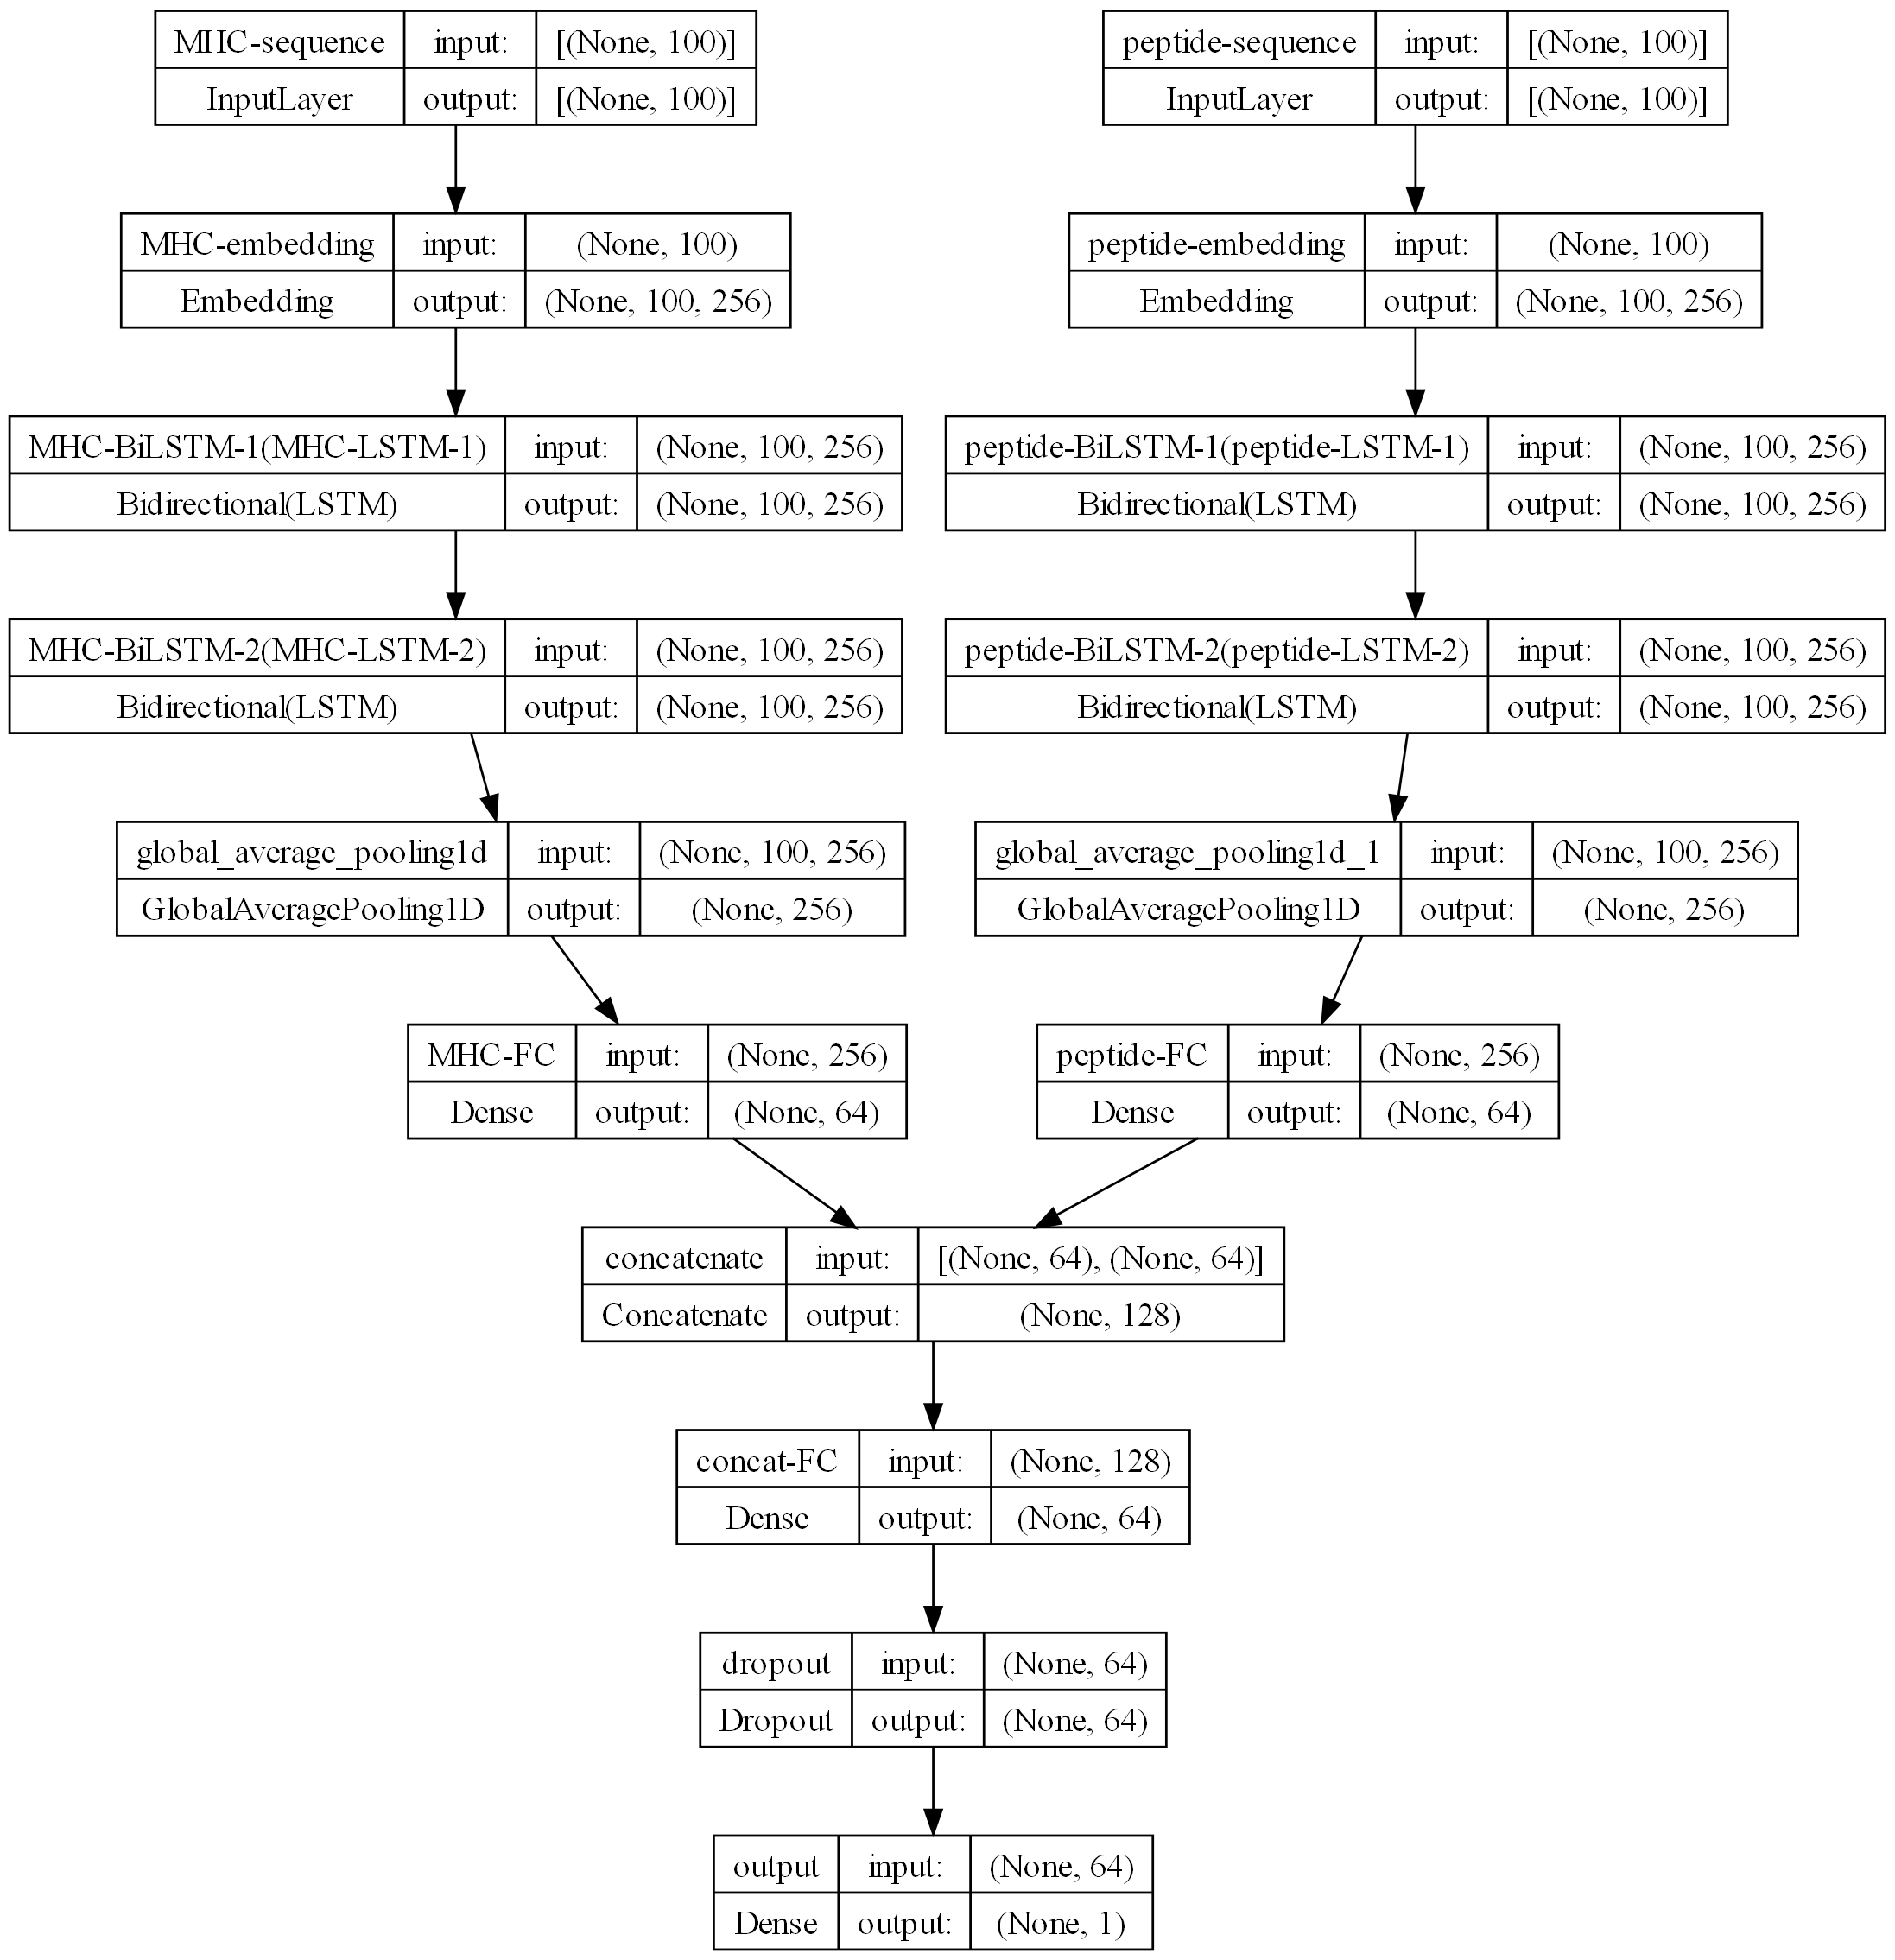 MHC-sequence input: [(None, 100)]
InputLayer output: [(None, 100)]
peptide-sequence input: [(None, 100)]
InputLayer output: [(None, 100)]
MHC-embedding input: (None, 100)
Embedding output: (None, 100, 256)
peptide-embedding input: (None, 100)
Embedding output: (None, 100, 256)
MHC-BiLSTM-1(MHC-LSTM-1) input: (None, 100, 256)
Bidirectional(LSTM) output: (None, 100, 256)
peptide-BiLSTM-1(peptide-LSTM-1) input: (None, 100, 256)
Bidirectional(LSTM) output: (None, 100, 256)
MHC-BiLSTM-2(MHC-LSTM-2) input: (None, 100, 256)
Bidirectional(LSTM) output: (None, 100, 256)
peptide-BiLSTM-2(peptide-LSTM-2) input: (None, 100, 256)
Bidirectional(LSTM) output: (None, 100, 256)
global_average_pooling1d input: (None, 100, 256)
GlobalAveragePooling1D output: (None, 256)
global_average_pooling1d_1 input: (None, 100, 256)
GlobalAveragePooling1D output: (None, 256)
MHC-FC input: (None, 256)
Dense output: (None, 64)
peptide-FC input: (None, 256)
Dense output: (None, 64)
concatenate input: [(None, 64), (None, 64)]
Concatenate output: (None, 128)
concat-FC input: (None, 128)
Dense output: (None, 64)
dropout input: (None, 64)
Dropout output: (None, 64)
output input: (None, 64)
Dense output: (None, 1)